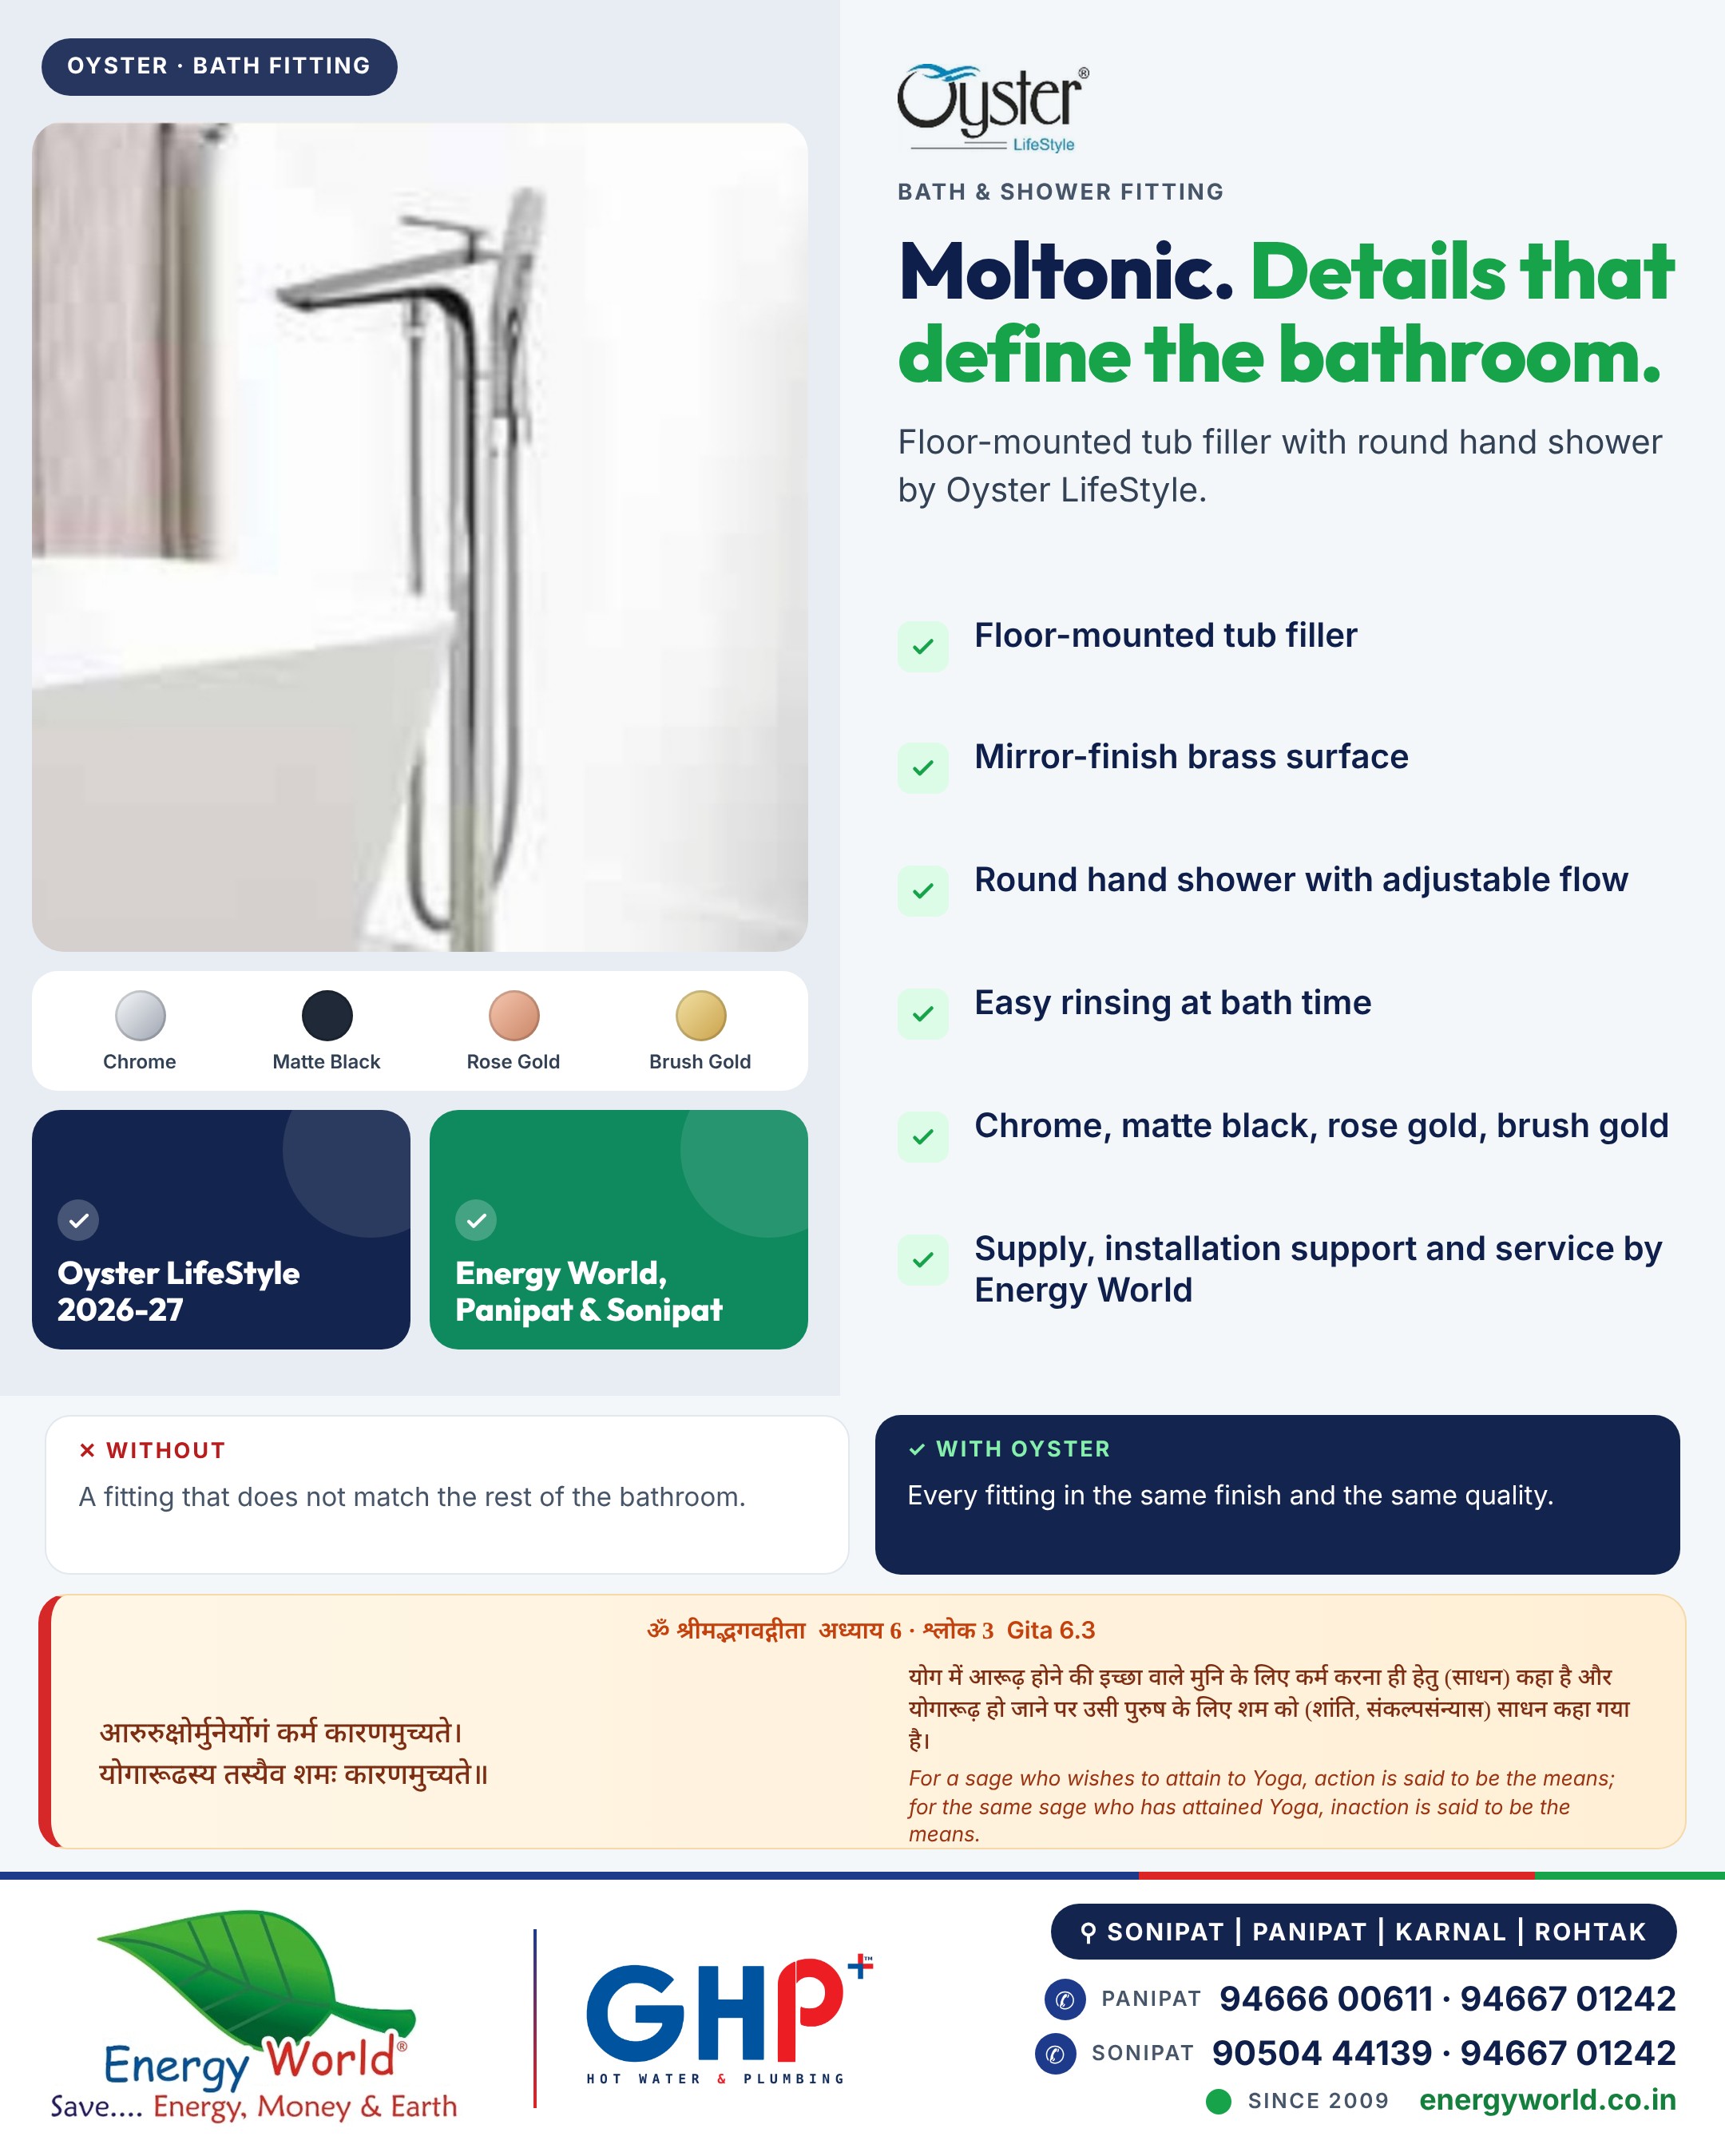 OYSTER · BATH FITTING
Oyster®
LifeStyle
BATH & SHOWER FITTING
Moltonic. Details that
define the bathroom.
Floor-mounted tub filler with round hand shower
by Oyster LifeStyle.
Floor-mounted tub filler
Mirror-finish brass surface
Round hand shower with adjustable flow
Easy rinsing at bath time
Chrome, matte black, rose gold, brush gold
Supply, installation support and service by
Energy World
Chrome
Matte Black
Rose Gold
Brush Gold
Oyster LifeStyle
2026-27
Energy World,
Panipat & Sonipat
✕ WITHOUT
A fitting that does not match the rest of the bathroom.
✓ WITH OYSTER
Every fitting in the same finish and the same quality.
ॐ श्रीमद्भगवद्गीता अध्याय 6 · श्लोक 3 Gita 6.3
आरुरुक्षोर्मुनेर्योगं कर्म कारणमुच्यते।
योगारूढस्य तस्यैव शमः कारणमुच्यते॥
योग में आरूढ़ होने की इच्छा वाले मुनि के लिए कर्म करना ही हेतु (साधन) कहा है और
योगारूढ़ हो जाने पर उसी पुरुष के लिए शम को (शांति, संकल्पसंन्यास) साधन कहा गया
है।
For a sage who wishes to attain to Yoga, action is said to be the means;
for the same sage who has attained Yoga, inaction is said to be the
means.
Energy World®
Save.... Energy, Money & Earth
GHP+™
HOT WATER & PLUMBING
SONIPAT | PANIPAT | KARNAL | ROHTAK
PANIPAT 94666 00611 · 94667 01242
SONIPAT 90504 44139 · 94667 01242
SINCE 2009 energyworld.co.in